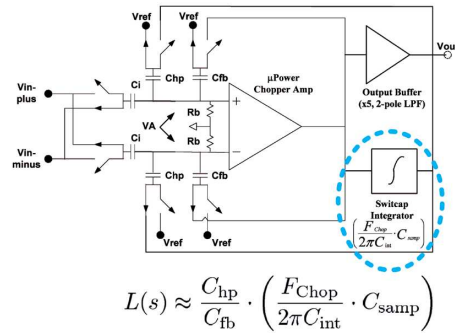 Vref
Vref
Vout
Chp
Cfb
μPower
Chopper Amp
Output Buffer
(x5, 2-pole LPF)
Vin-
plus
Ci
+
Rb
VA
Rb
Vin-
minus
Ci
−
Chp
Cfb
∫
Switcap
Integrator
(F_Chop / 2πC_int · C_samp)
Vref
Vref
L(s) ≈ C_hp / C_fb · (F_Chop / 2πC_int · C_samp)